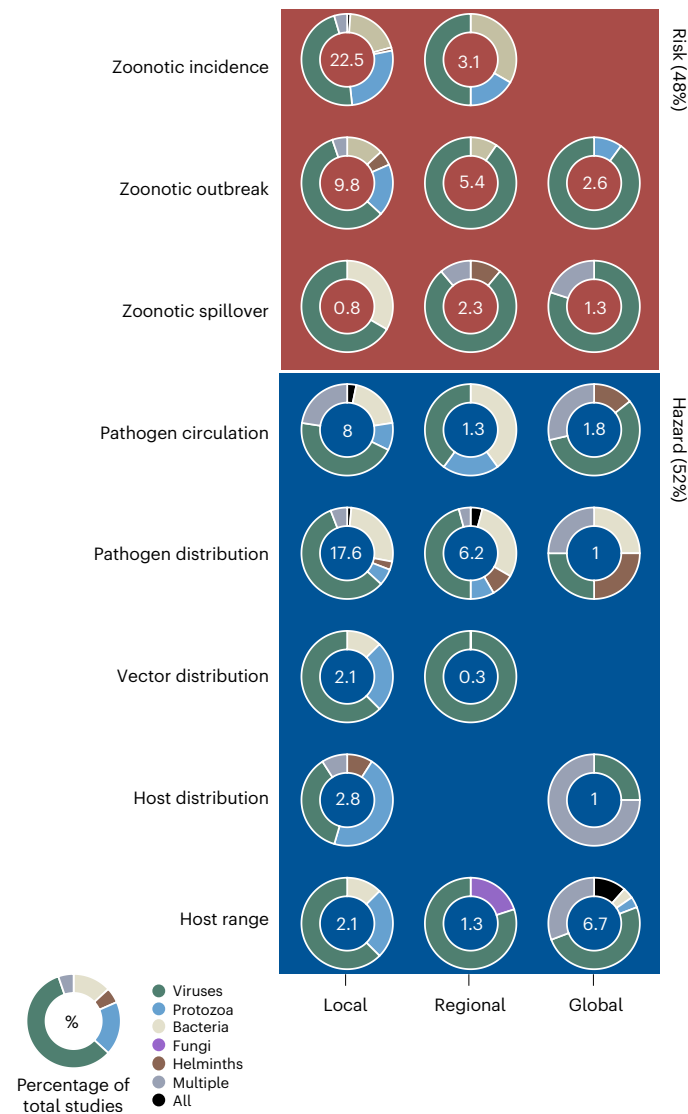 Risk (48%)
Zoonotic incidence
22.5
3.1
Zoonotic outbreak
9.8
5.4
2.6
Zoonotic spillover
0.8
2.3
1.3
Hazard (52%)
Pathogen circulation
8
1.3
1.8
Pathogen distribution
17.6
6.2
1
Vector distribution
2.1
0.3
Host distribution
2.8
1
Host range
2.1
1.3
6.7
Local
Regional
Global
%
Percentage of
total studies
Viruses
Protozoa
Bacteria
Fungi
Helminths
Multiple
All